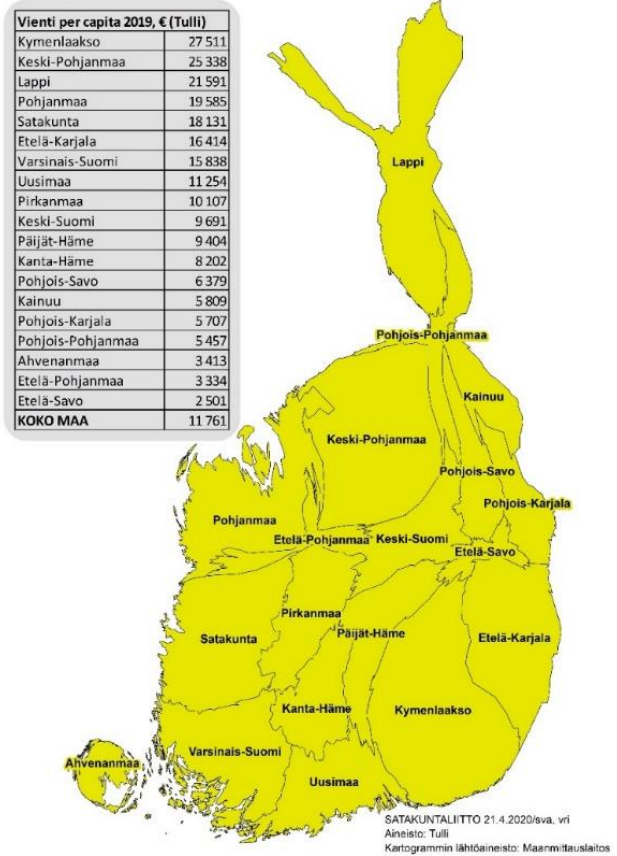 Vienti per capita 2019, € (Tulli)
Kymenlaakso 27 511
Keski-Pohjanmaa 25 338
Lappi 21 591
Pohjanmaa 19 585
Satakunta 18 131
Etelä-Karjala 16 414
Varsinais-Suomi 15 838
Uusimaa 11 254
Pirkanmaa 10 107
Keski-Suomi 9 691
Päijät-Häme 9 404
Kanta-Häme 8 202
Pohjois-Savo 6 379
Kainuu 5 809
Pohjois-Karjala 5 707
Pohjois-Pohjanmaa 5 457
Ahvenanmaa 3 413
Etelä-Pohjanmaa 3 334
Etelä-Savo 2 501
KOKO MAA 11 761
Lappi
Pohjois-Pohjanmaa
Kainuu
Keski-Pohjanmaa
Pohjois-Savo
Pohjois-Karjala
Pohjanmaa
Etelä-Pohjanmaa
Keski-Suomi
Etelä-Savo
Pirkanmaa
Päijät-Häme
Satakunta
Etelä-Karjala
Kanta-Häme
Kymenlaakso
Varsinais-Suomi
Ahvenanmaa
Uusimaa
SATAKUNTALIITTO 21.4.2020/sva, vri
Aineisto: Tulli
Kartogrammin lähtöaineisto: Maanmittauslaitos